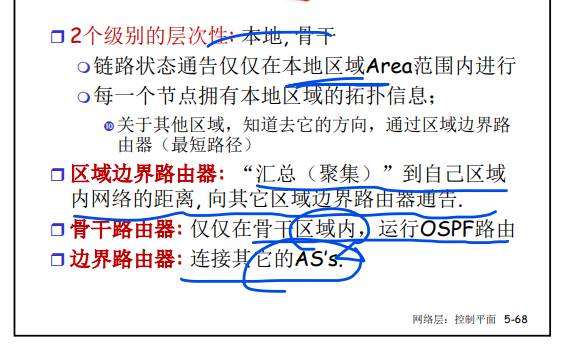 2个级别的层次性: 本地, 骨干
链路状态通告仅仅在本地区域Area范围内进行
每一个节点拥有本地区域的拓扑信息；
关于其他区域，知道去它的方向，通过区域边界路
由器（最短路径）
区域边界路由器: “汇总（聚集）”到自己区域
内网络的距离, 向其它区域边界路由器通告.
骨干路由器: 仅仅在骨干区域内，运行OSPF路由
边界路由器: 连接其它的AS’s.
网络层：控制平面 5-68